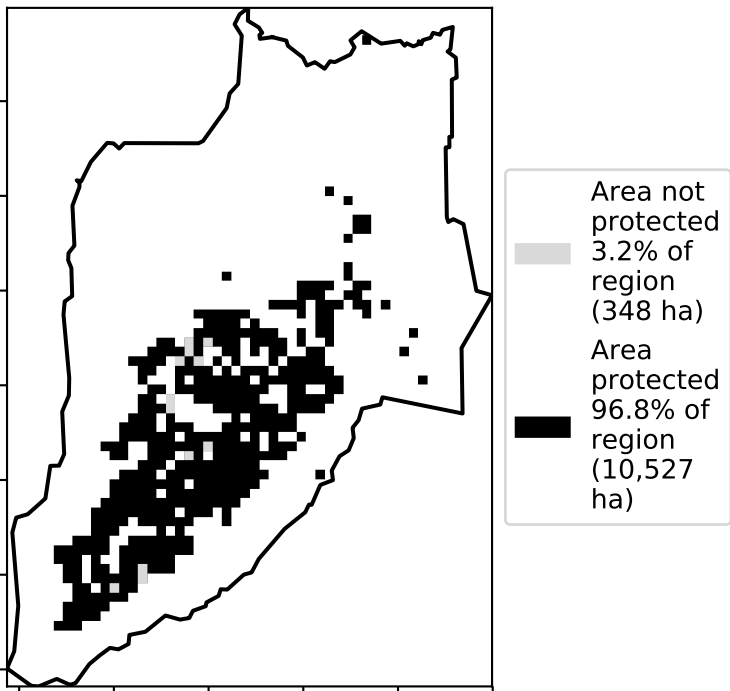 Area not
protected
3.2% of
region
(348 ha)
Area
protected
96.8% of
region
(10,527
ha)